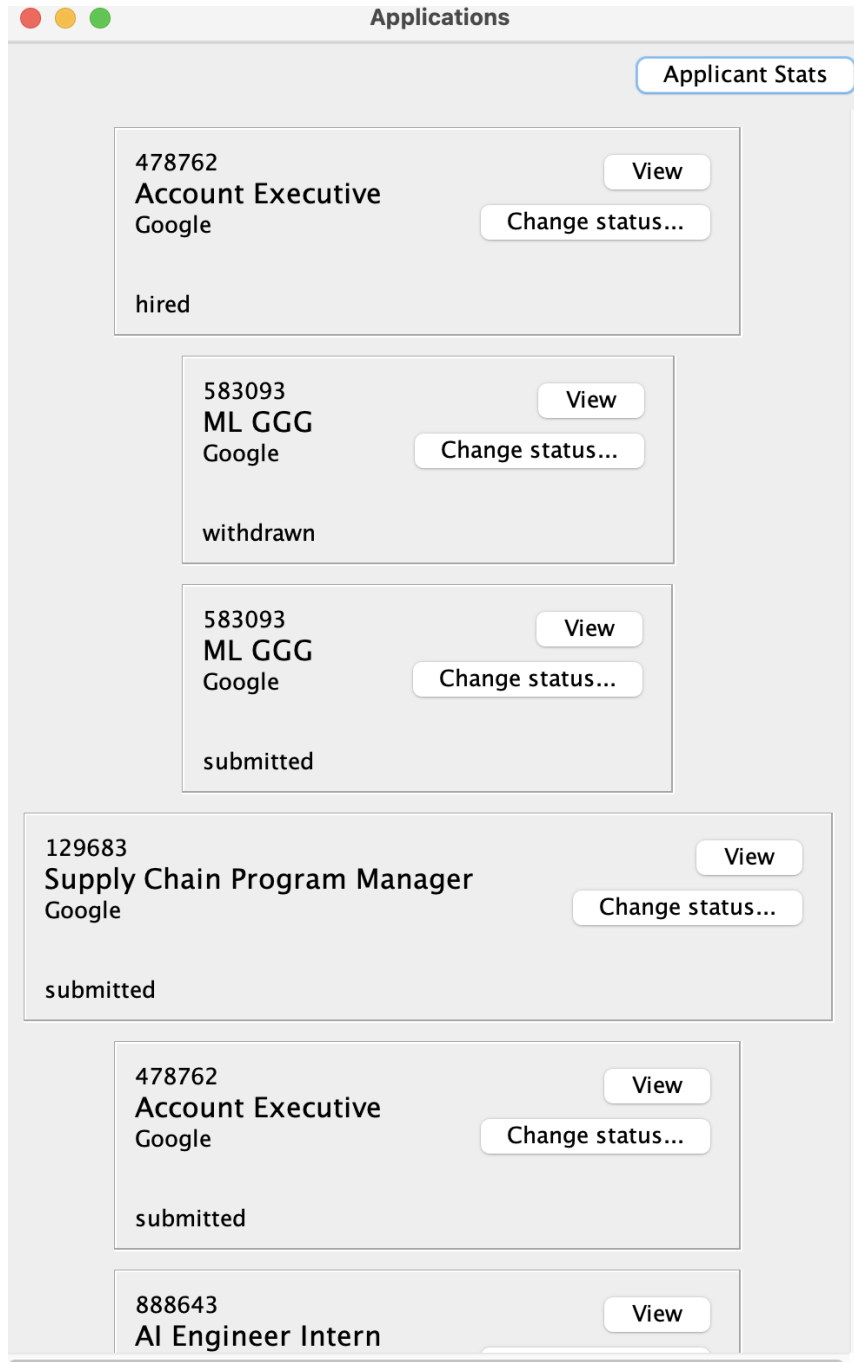 Applications
Applicant Stats
478762
View
Account Executive
Google
Change status...
hired
583093
View
ML GGG
Google
Change status...
withdrawn
583093
View
ML GGG
Google
Change status...
submitted
129683
View
Supply Chain Program Manager
Google
Change status...
submitted
478762
View
Account Executive
Google
Change status...
submitted
888643
View
AI Engineer Intern